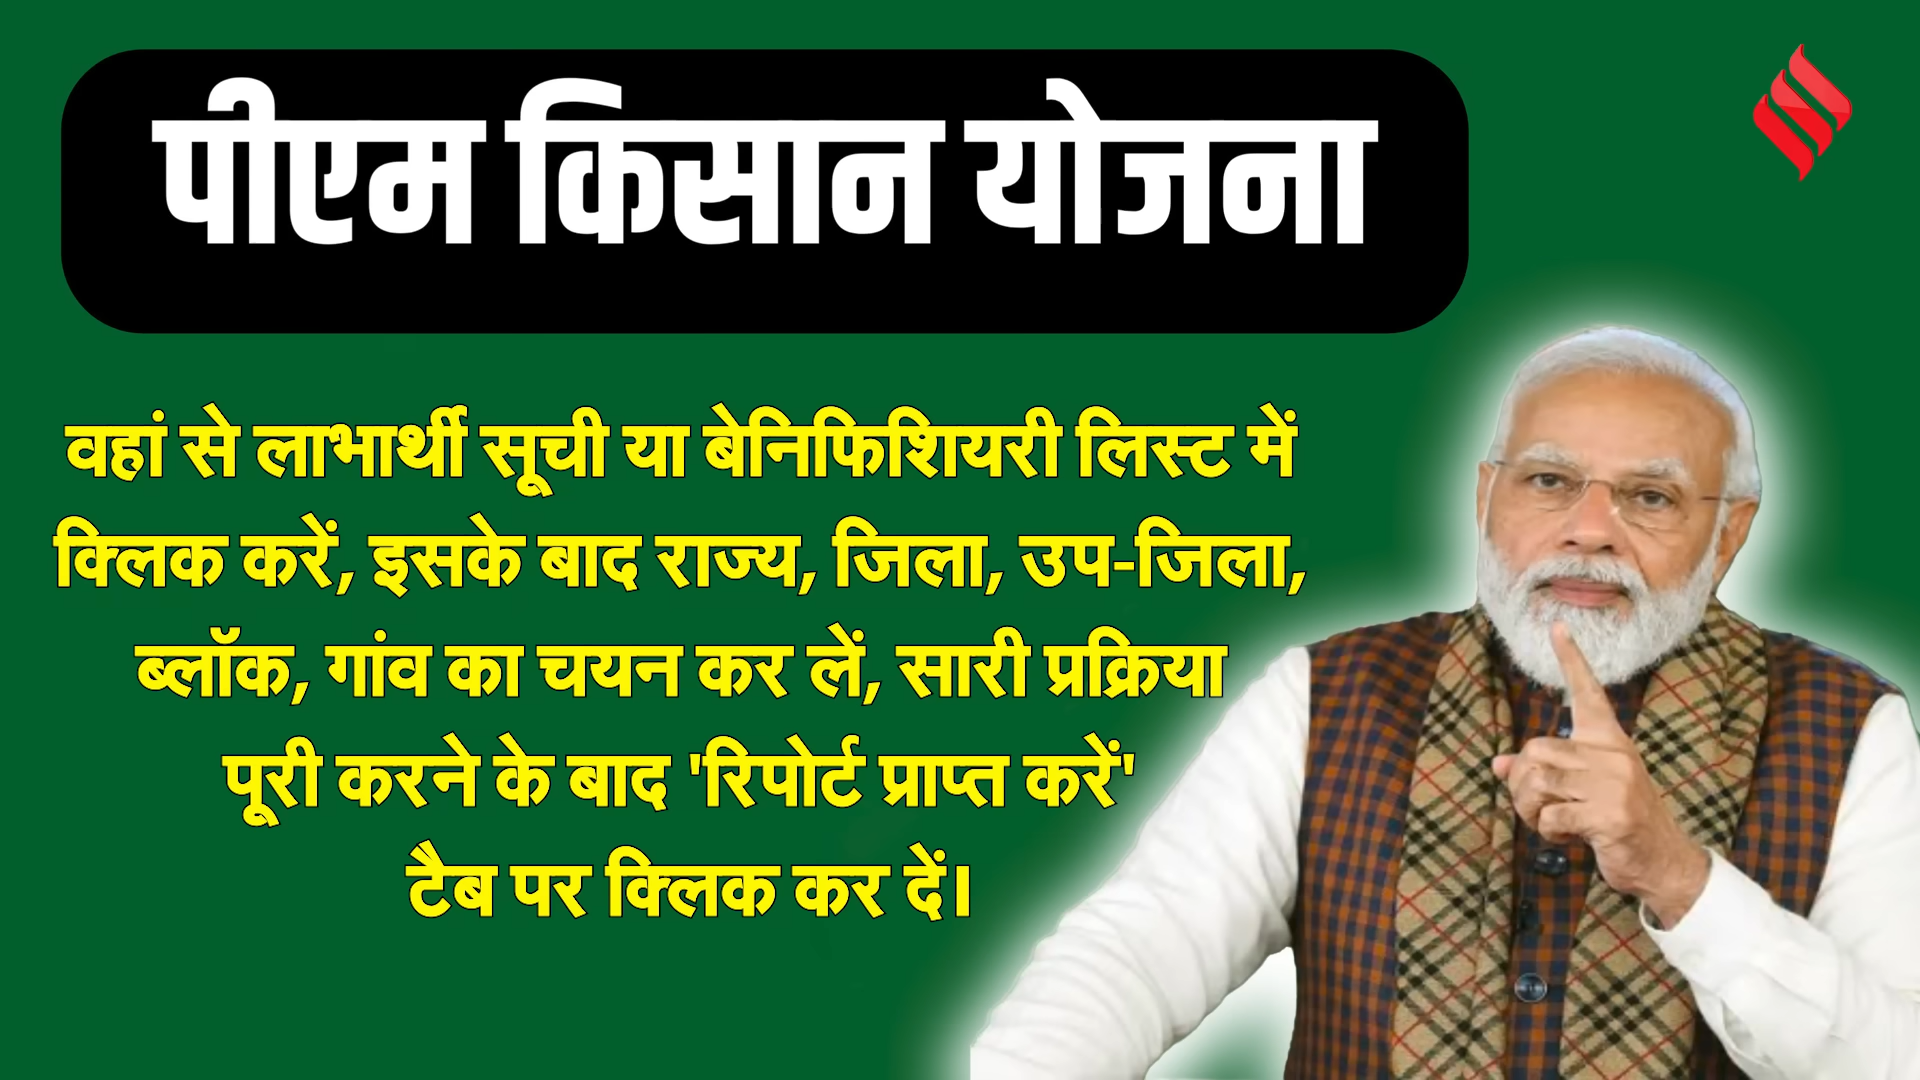 पीएम किसान योजना
वहां से लाभार्थी सूची या बेनिफिशियरी लिस्ट में
क्लिक करें, इसके बाद राज्य, जिला, उप-जिला,
ब्लॉक, गांव का चयन कर लें, सारी प्रक्रिया
पूरी करने के बाद 'रिपोर्ट प्राप्त करें'
टैब पर क्लिक कर दें।